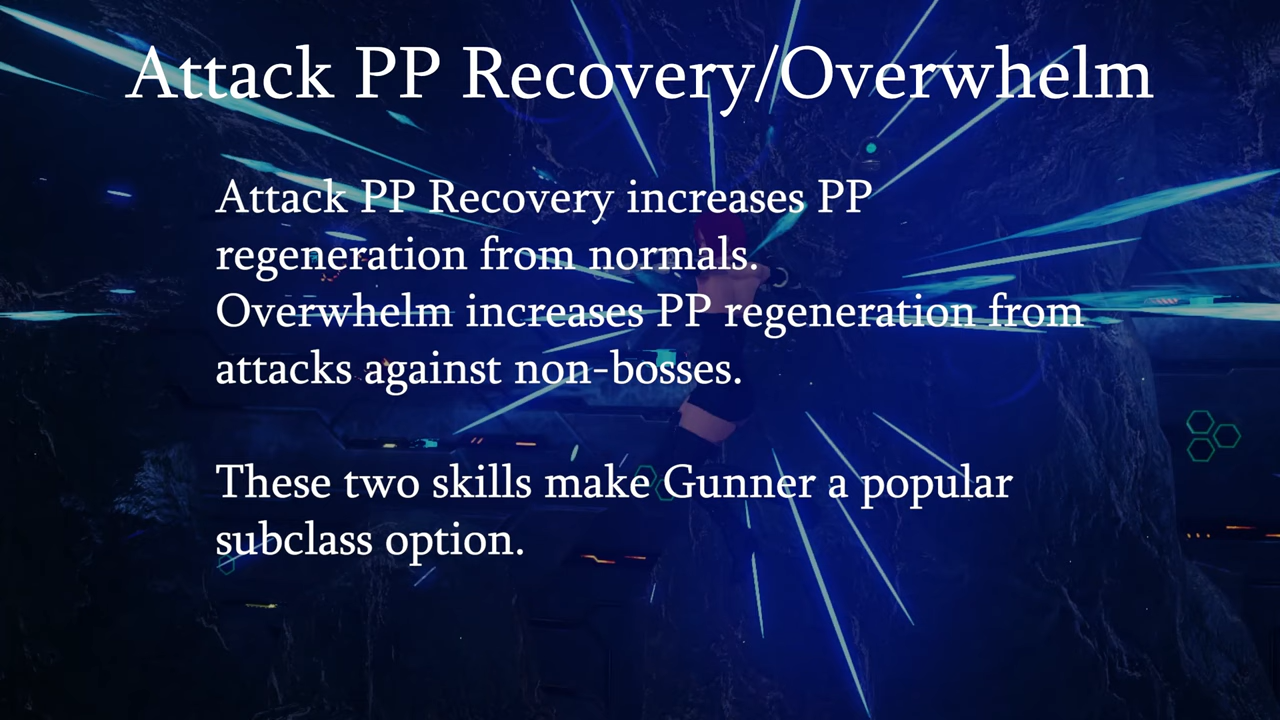 Attack PP Recovery/Overwhelm
Attack PP Recovery increases PP
regeneration from normals.
Overwhelm increases PP regeneration from
attacks against non-bosses.
These two skills make Gunner a popular
subclass option.